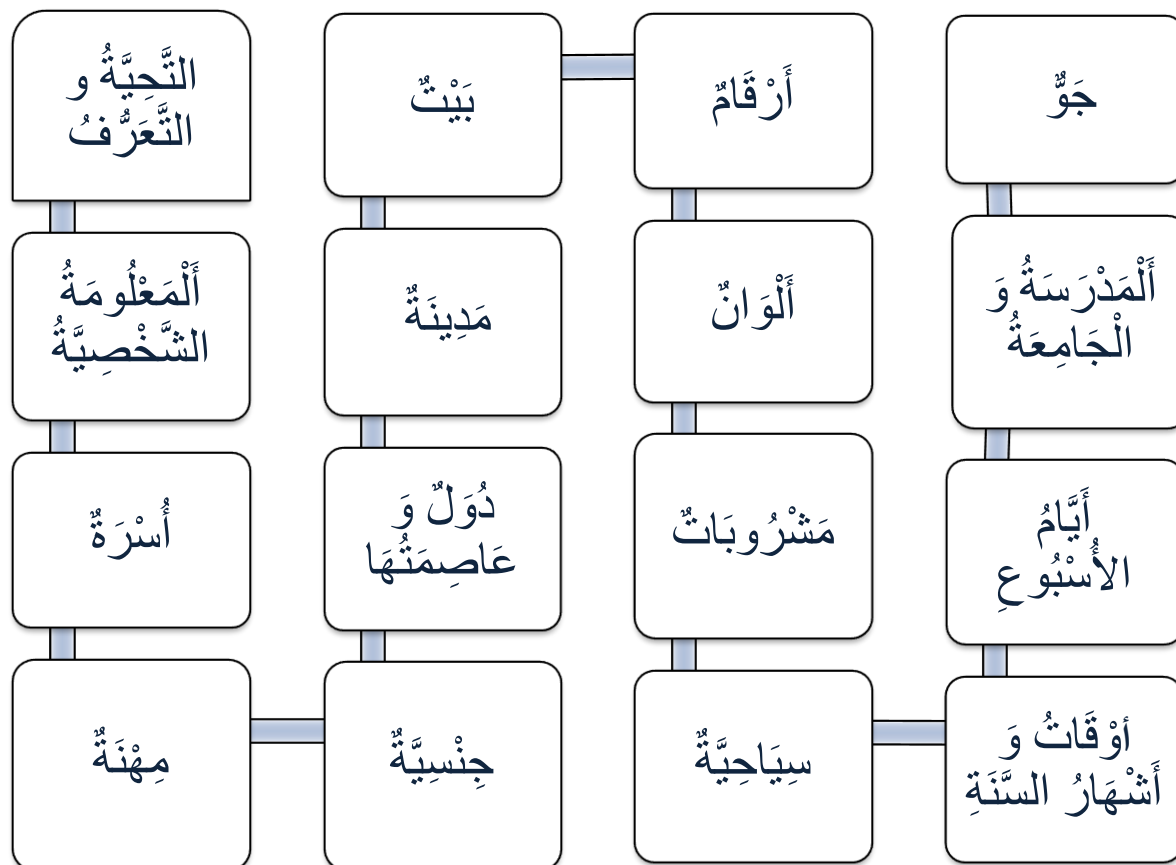 التَّحِيَّةُ و
التَّعَرُّفُ
أَلْمَعْلُومَةُ
الشَّخْصِيَّةُ
أُسْرَةٌ
مِهْنَةٌ
جِنْسِيَّةٌ
دُوَلٌ وَ
عَاصِمَتُهَا
مَدِينَةٌ
بَيْتٌ
أَرْقَامٌ
أَلْوَانٌ
مَشْرُوبَاتٌ
سِيَاحِيَّةٌ
أوْقَاتُ وَ
أَشْهَارُ السَّنَةِ
أَيَّامُ
الأُسْبُوعِ
أَلْمَدْرَسَةُ وَ
الْجَامِعَةُ
جَوٌّ